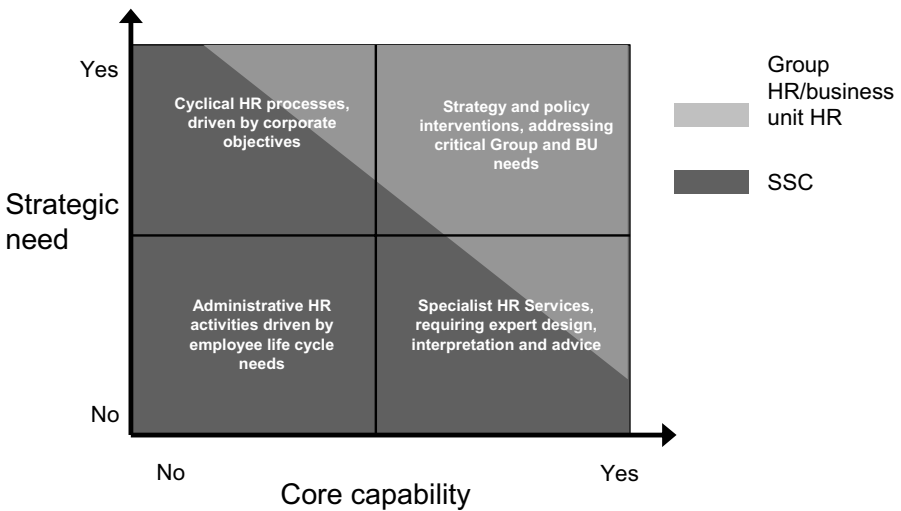 Yes
Strategic
need
No
Cyclical HR processes,
driven by corporate
objectives
Strategy and policy
interventions, addressing
critical Group and BU
needs
Administrative HR
activities driven by
employee life cycle
needs
Specialist HR Services,
requiring expert design,
interpretation and advice
No
Yes
Core capability
Group
HR/business
unit HR
SSC